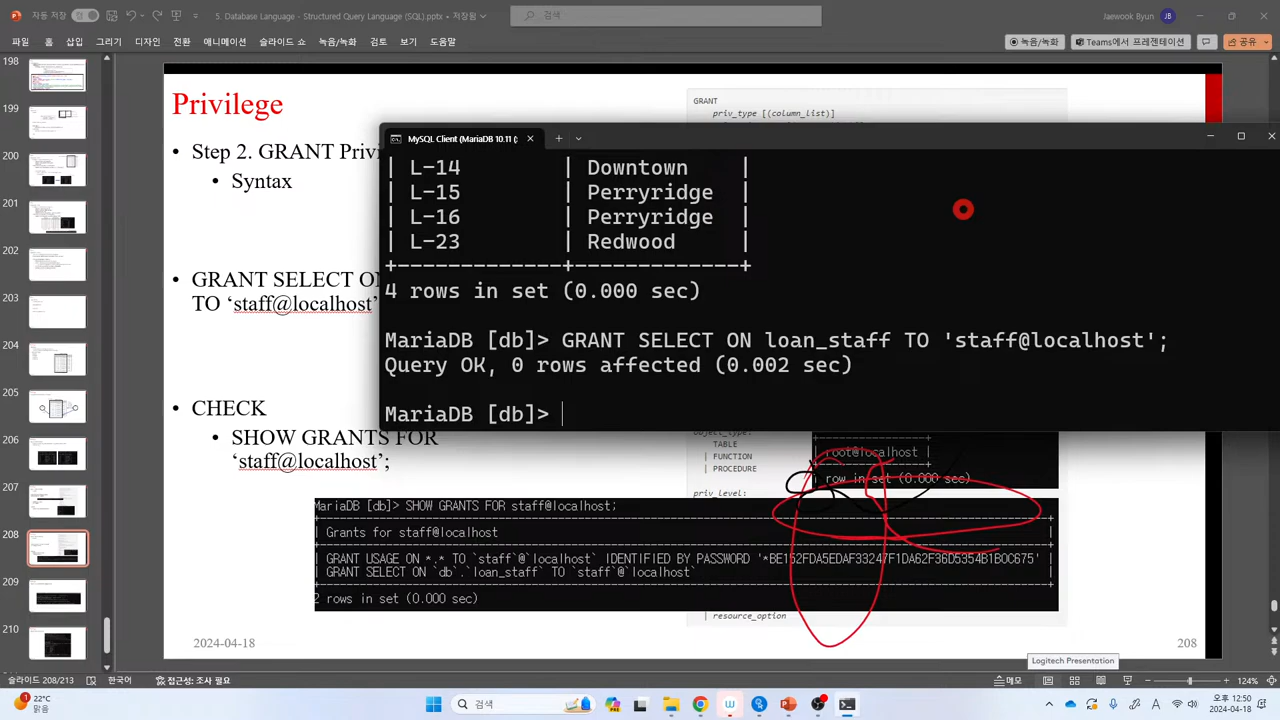 자동 저장
5. Database - Structured Query Language (SQL).pptx • 저장됨
Jaewook Byun
JB
파일
홈
삽입
그리기
디자인
전환
애니메이션
슬라이드 쇼
녹음/녹화
검토
보기
도움말
Acrobat
녹음/녹화
Teams에서 프레젠테이션
공유
198
199
201
203
204
205
207
208
209
210
Privilege
• Step 2. GRANT Privi
• Syntax
• GRANT SELECT ON
TO ‘staff@localhost’
• CHECK
• SHOW GRANTS FOR
‘staff@localhost’;
GRANT
priv_type [(column_list)]
MySQL Client (MariaDB 10.11 (
| L-14 | Downtown |
| L-15 | Perryridge |
| L-16 | Perryridge |
| L-23 | Redwood |
+-------------+-------------+
4 rows in set (0.000 sec)
MariaDB [db]> GRANT SELECT ON loan_staff TO 'staff@localhost';
Query OK, 0 rows affected (0.002 sec)
MariaDB [db]>
object_type:
TABLE
| FUNCTION
| PROCEDURE
priv_level:
| root@localhost |
1 row in set (0.000 sec)
MariaDB [db]> SHOW GRANTS FOR staff@localhost;
| Grants for staff@localhost
| GRANT USAGE ON *.* TO `staff`@`localhost` IDENTIFIED BY PASSWORD '*BE152FDA5EDAF33247F1DA62F36D5354B1B0C675'
| GRANT SELECT ON `db`.`loan_staff` TO `staff`@`localhost`
2 rows in set (0.000 sec)
| resource_option
2024-04-18
208
Logitech Presentation
슬라이드 208/213
한국어
접근성: 조사 필요
메모
124%
22°C
맑음
검색
오후 12:50
2024-04-18